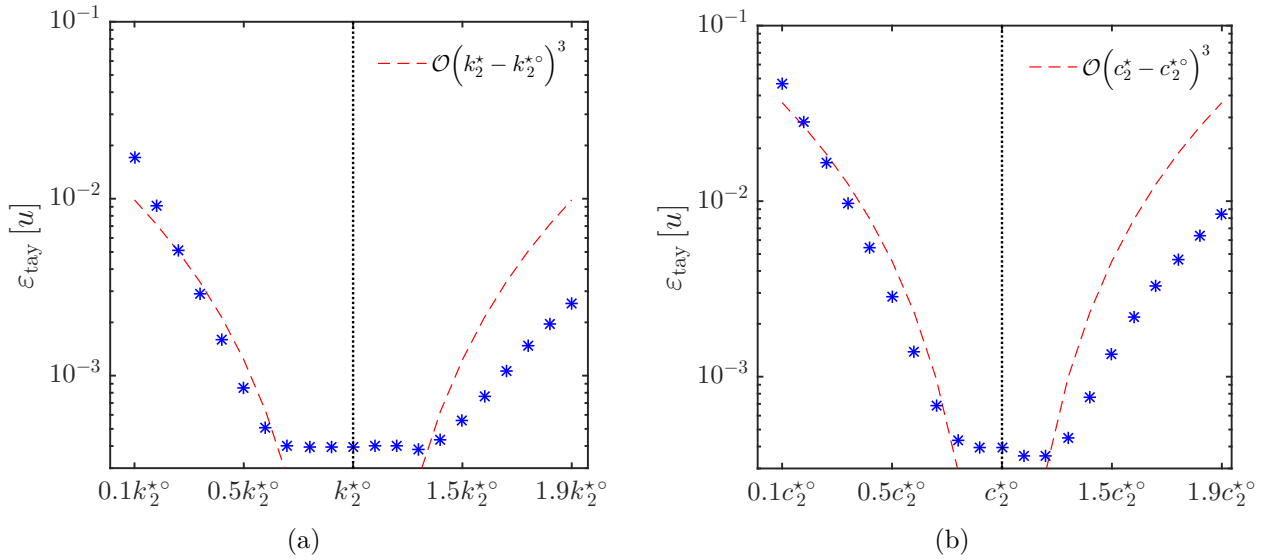 10⁻¹
10⁻²
10⁻³
ε_tay [u]
𝒪(k₂^⋆ − k₂^⋆∘)³
0.1k₂^⋆∘ 0.5k₂^⋆∘ k₂^⋆∘ 1.5k₂^⋆∘ 1.9k₂^⋆∘
(a)
10⁻¹
10⁻²
10⁻³
ε_tay [u]
𝒪(c₂^⋆ − c₂^⋆∘)³
0.1c₂^⋆∘ 0.5c₂^⋆∘ c₂^⋆∘ 1.5c₂^⋆∘ 1.9c₂^⋆∘
(b)